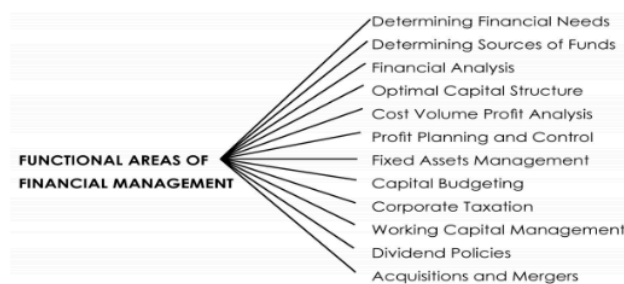 Determining Financial Needs
Determining Sources of Funds
Financial Analysis
Optimal Capital Structure
Cost Volume Profit Analysis
Profit Planning and Control
FUNCTIONAL AREAS OF
FINANCIAL MANAGEMENT
Fixed Assets Management
Capital Budgeting
Corporate Taxation
Working Capital Management
Dividend Policies
Acquisitions and Mergers